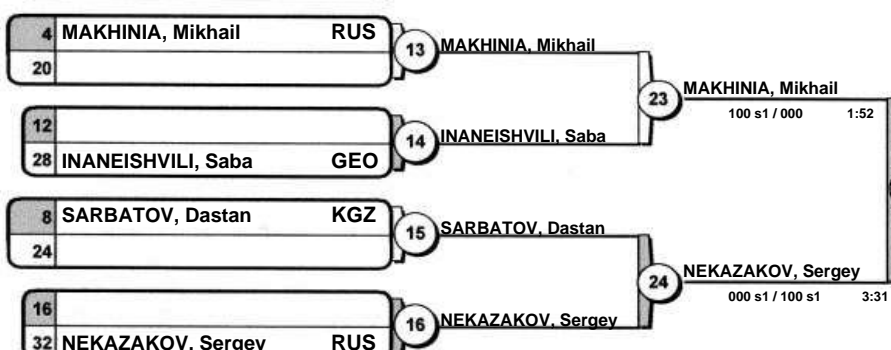 4 MAKHINIA, Mikhail RUS
20
13 MAKHINIA, Mikhail
23 MAKHINIA, Mikhail
100 s1 / 000 1:52
12
28 INANEISHVILI, Saba GEO
14 INANEISHVILI, Saba
8 SARBATOV, Dastan KGZ
24
15 SARBATOV, Dastan
24 NEKAZAKOV, Sergey
000 s1 / 100 s1 3:31
16
32 NEKAZAKOV, Sergey RUS
16 NEKAZAKOV, Sergey